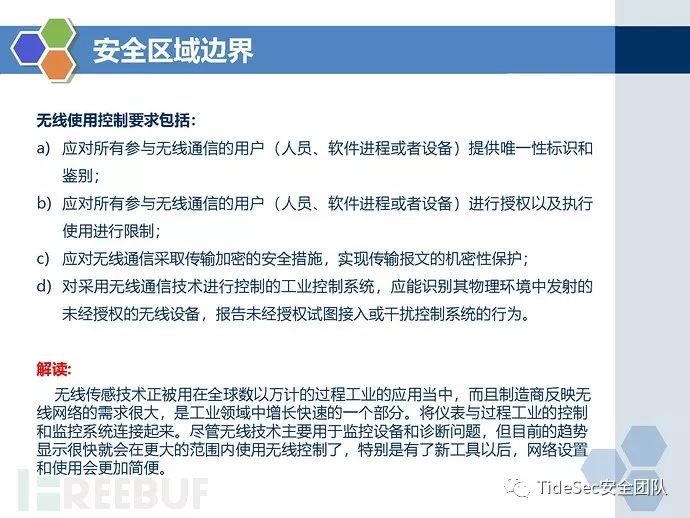 安全区域边界
无线使用控制要求包括：
a) 应对所有参与无线通信的用户（人员、软件进程或者设备）提供唯一性标识和
鉴别；
b) 应对所有参与无线通信的用户（人员、软件进程或者设备）进行授权以及执行
使用进行限制；
c) 应对无线通信采取传输加密的安全措施，实现传输报文的机密性保护；
d) 对采用无线通信技术进行控制的工业控制系统，应能识别其物理环境中发射的
未经授权的无线设备，报告未经授权试图接入或干扰控制系统的行为。
解读:
无线传感技术正被用在全球数以万计的过程工业的应用当中，而且制造商反映无
线网络的需求很大，是工业领域中增长快速的一个部分。将仪表与过程工业的控制
和监控系统连接起来。尽管无线技术主要用于监控设备和诊断问题，但目前的趋势
显示很快就会在更大的范围内使用无线控制了，特别是有了新工具以后，网络设置
和使用会更加简便。
FREEBUF
TideSec安全团队